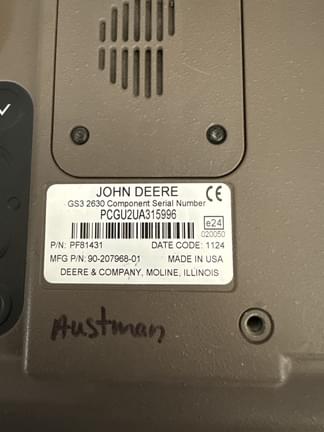 JOHN DEERE CE
GS3 2630 Component Serial Number
PCGU2UA315996
e24
020050
P/N: PF81431 DATE CODE: 1124
MFG P/N: 90-207968-01 MADE IN USA
DEERE & COMPANY, MOLINE, ILLINOIS
Austman